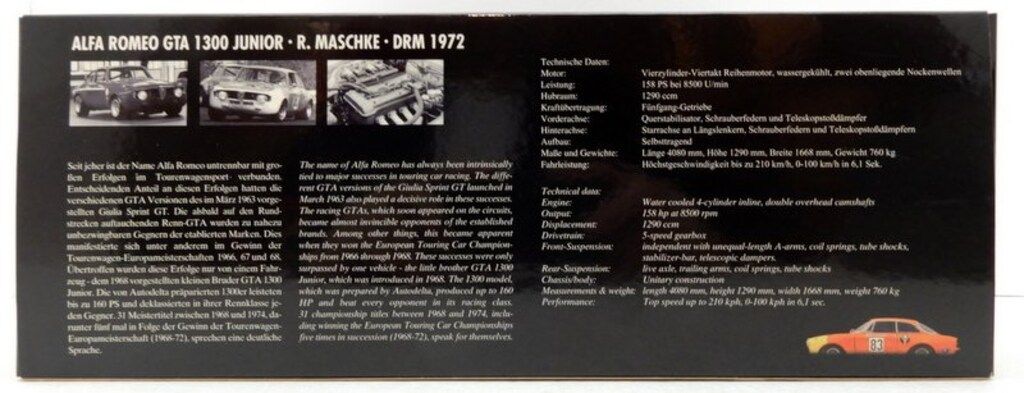 ALFA ROMEO GTA 1300 JUNIOR · R. MASCHKE · DRM 1972
Seit jeher ist der Name Alfa Romeo untrennbar mit gro-
ßen Erfolgen im Tourenwagensport verbunden.
Entscheidenden Anteil an diesen Erfolgen hatten die
verschiedenen GTA Versionen des im März 1963 vorge-
stellten Giulia Sprint GT. Die alsbald auf den Rund-
strecken auftauchenden Renn-GTA wurden zu nahezu
unbezwingbaren Gegnern der etablierten Marken. Dies
manifestierte sich unter anderem im Gewinn der
Tourenwagen-Europameisterschaften 1966, 67 und 68.
Übertroffen wurden diese Erfolge nur von einem Fahr-
zeug - dem 1968 vorgestellten kleinen Bruder GTA 1300
Junior. Die von Autodelta präparierten 1300er leisteten
bis zu 160 PS und deklassierten in ihrer Rennklasse je-
den Gegner. 31 Meistertitel zwischen 1968 und 1974, da-
runter fünf mal in Folge der Gewinn der Tourenwagen-
Europameisterschaft (1968-72), sprechen eine deutliche
Sprache.
The name of Alfa Romeo has always been intrinsically
tied to major successes in touring car racing. The diffe-
rent GTA versions of the Giulia Sprint GT launched in
March 1963 also played a decisive role in these successes.
The racing GTAs, which soon appeared on the circuits,
became almost invincible opponents of the established
brands. Among other things, this became apparent
when they won the European Touring Car Champion-
ships from 1966 through 1968. These successes were only
surpassed by one vehicle - the little brother GTA 1300
Junior, which was introduced in 1968. The 1300 model,
which was prepared by Autodelta, produced up to 160
HP and beat every opponent in its racing class.
31 championship titles between 1968 and 1974, inclu-
ding winning the European Touring Car Championships
five times in succession (1968-72), speak for themselves.
Technische Daten:
Motor: Vierzylinder-Viertakt Reihenmotor, wassergekühlt, zwei obenliegende Nockenwellen
Leistung: 158 PS bei 8500 U/min
Hubraum: 1290 ccm
Kraftübertragung: Fünfgang-Getriebe
Vorderachse: Querstabilisator, Schrauberfedern und Teleskopstoßdämpfer
Hinterachse: Starrachse an Längslenkern, Schrauberfedern und Teleskopstoßdämpfern
Aufbau: Selbsttragend
Maße und Gewichte: Länge 4080 mm, Höhe 1290 mm, Breite 1668 mm, Gewicht 760 kg
Fahrleistung: Höchstgeschwindigkeit bis zu 210 km/h, 0-100 km/h in 6,1 Sek.
Technical data:
Engine: Water cooled 4-cylinder inline, double overhead camshafts
Output: 158 hp at 8500 rpm
Displacement: 1290 ccm
Drivetrain: 5-speed gearbox
Front-Suspension: independent with unequal-length A-arms, coil springs, tube shocks,
stabilizer-bar, telescopic dampers.
Rear-Suspension: live axle, trailing arms, coil springs, tube shocks
Chassis/body: Unitary construction
Measurements & weight: length 4080 mm, height 1290 mm, width 1668 mm, weight 760 kg
Performance: Top speed up to 210 kph, 0-100 kph in 6,1 sec.
83